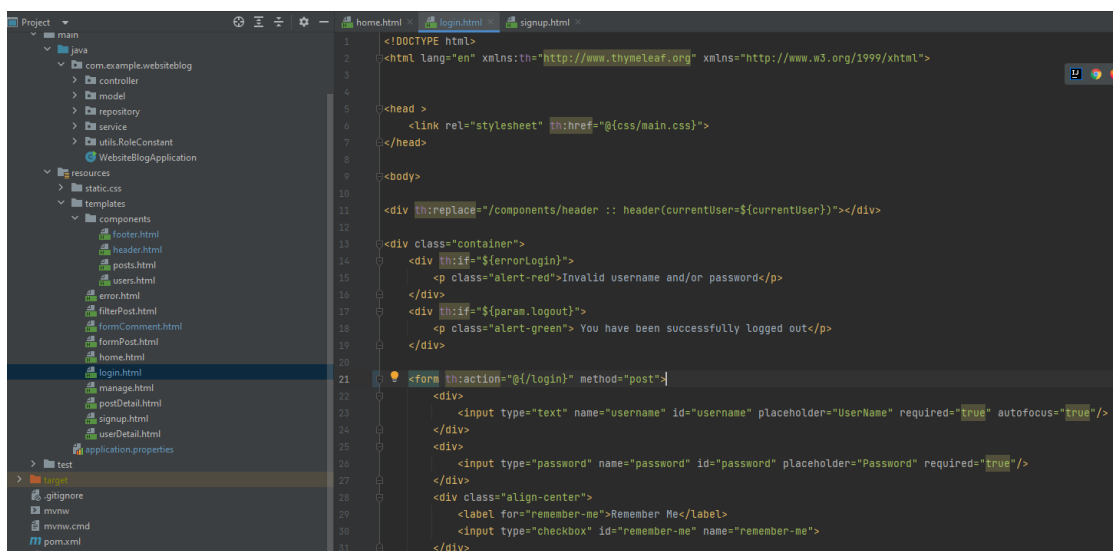 Project
main
java
com.example.websiteblog
controller
model
repository
service
utils.RoleConstant
WebsiteBlogApplication
resources
static.css
templates
components
footer.html
header.html
posts.html
users.html
error.html
filterPost.html
formComment.html
formPost.html
home.html
login.html
manage.html
postDetail.html
signup.html
userDetail.html
application.properties
test
target
.gitignore
mvnw
mvnw.cmd
pom.xml
home.html login.html signup.html
1 <!DOCTYPE html>
2 <html lang="en" xmlns:th="http://www.thymeleaf.org" xmlns="http://www.w3.org/1999/xhtml">
3
4
5 <head >
6 <link rel="stylesheet" th:href="@{css/main.css}">
7 </head>
8
9 <body>
10
11 <div th:replace="/components/header :: header(currentUser=${currentUser})"></div>
12
13 <div class="container">
14 <div th:if="${errorLogin}">
15 <p class="alert-red">Invalid username and/or password</p>
16 </div>
17 <div th:if="${param.logout}">
18 <p class="alert-green"> You have been successfully logged out</p>
19 </div>
20
21 <form th:action="@{/login}" method="post">
22 <div>
23 <input type="text" name="username" id="username" placeholder="UserName" required="true" autofocus="true"/>
24 </div>
25 <div>
26 <input type="password" name="password" id="password" placeholder="Password" required="true"/>
27 </div>
28 <div class="align-center">
29 <label for="remember-me">Remember Me</label>
30 <input type="checkbox" id="remember-me" name="remember-me">
31 </div>